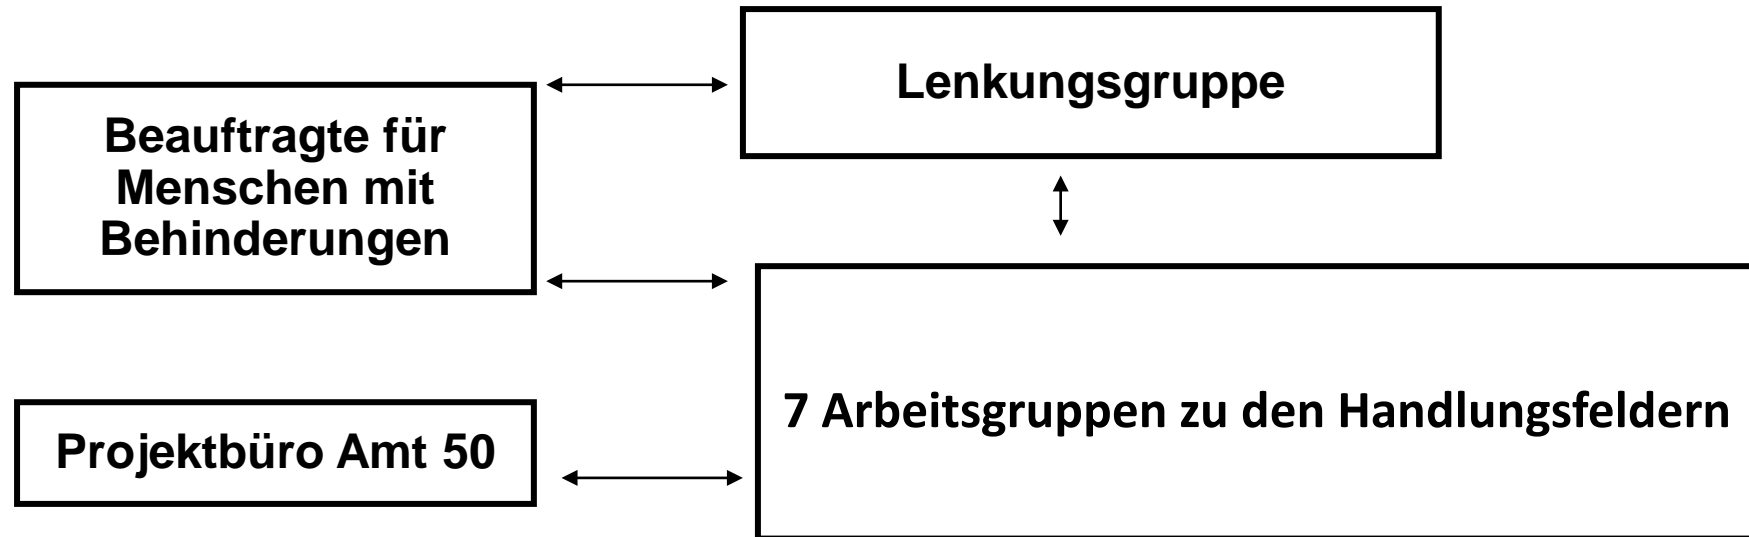 Lenkungsgruppe
Beauftragte für
Menschen mit
Behinderungen
7 Arbeitsgruppen zu den Handlungsfeldern
Projektbüro Amt 50